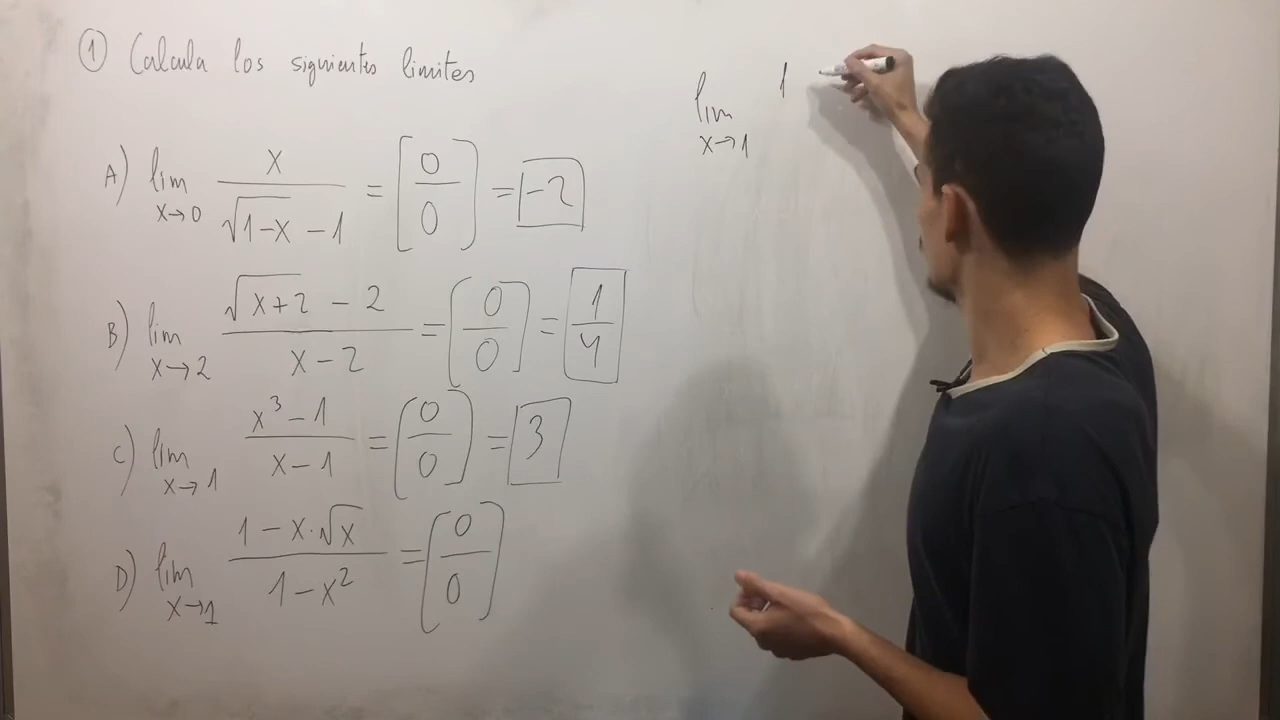 ① Calcula los siguientes limites
A) lim x→0 x / (√(1-x) - 1) = [0/0] = -2
B) lim x→2 (√(x+2) - 2) / (x-2) = [0/0] = 1/4
C) lim x→1 (x³-1) / (x-1) = [0/0] = 3
D) lim x→1 (1-x·√x) / (1-x²) = [0/0]
lim x→1 1